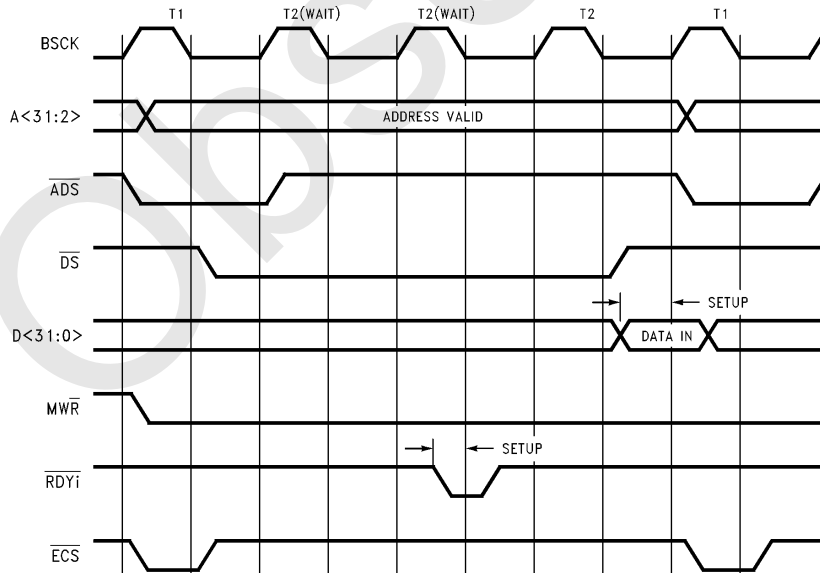 T1 T2(WAIT) T2(WAIT) T2 T1
BSCK
A<31:2> ADDRESS VALID
ADS
DS
SETUP
D<31:0> DATA IN
MWR
SETUP
RDYi
ECS